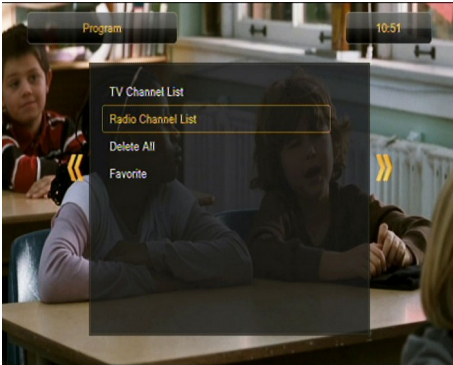 Program
10:51
TV Channel List
Radio Channel List
Delete All
Favorite